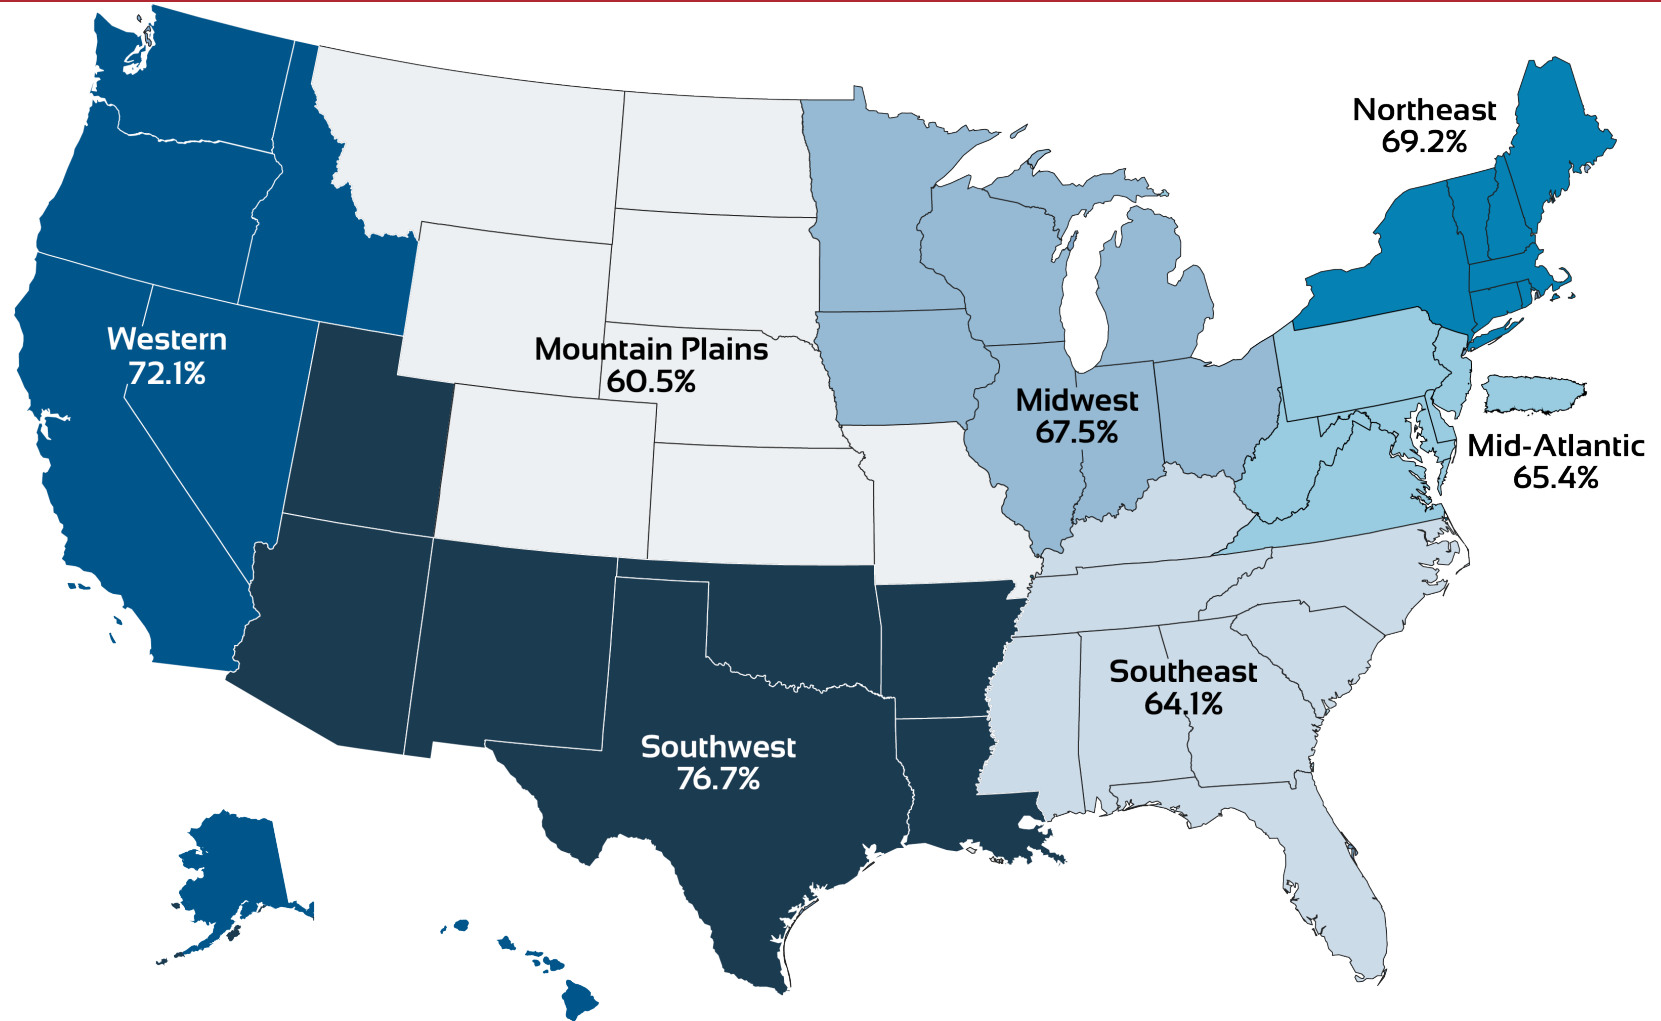 Northeast
69.2%
Western
72.1%
Mountain Plains
60.5%
Midwest
67.5%
Mid-Atlantic
65.4%
Southeast
64.1%
Southwest
76.7%